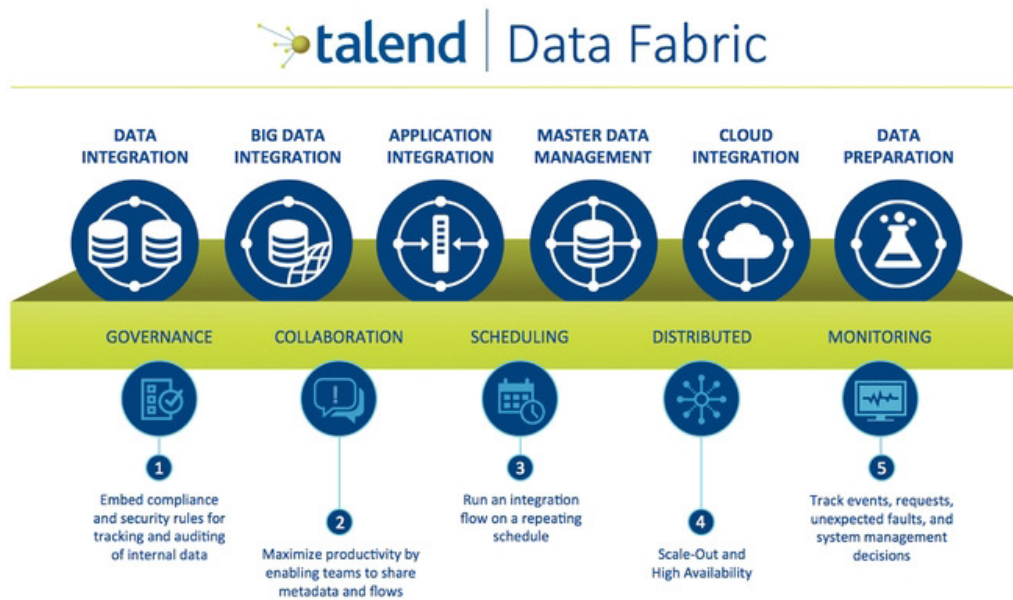 talend | Data Fabric
DATA
INTEGRATION
BIG DATA
INTEGRATION
APPLICATION
INTEGRATION
MASTER DATA
MANAGEMENT
CLOUD
INTEGRATION
DATA
PREPARATION
GOVERNANCE
COLLABORATION
SCHEDULING
DISTRIBUTED
MONITORING
1
Embed compliance
and security rules for
tracking and auditing
of internal data
2
Maximize productivity by
enabling teams to share
metadata and flows
3
Run an integration
flow on a repeating
schedule
4
Scale-Out and
High Availability
5
Track events, requests,
unexpected faults, and
system management
decisions